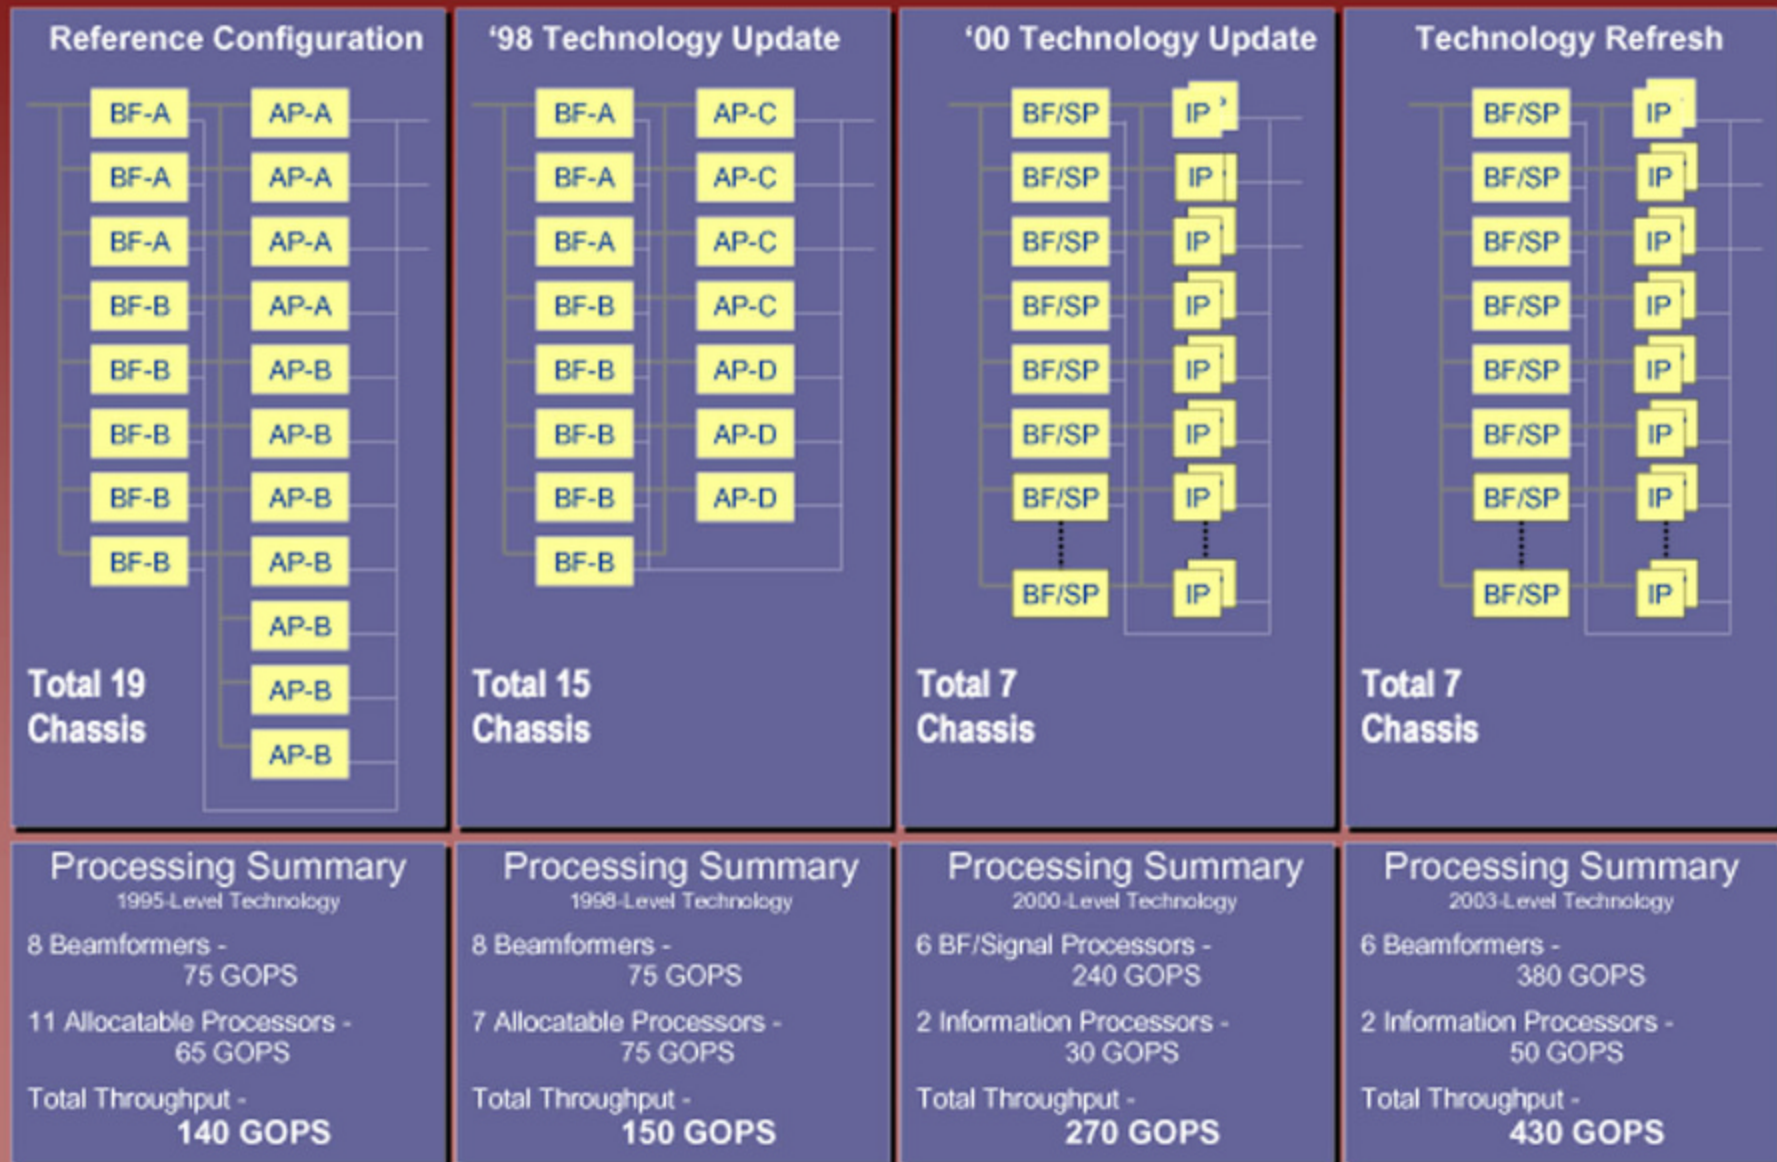 Reference Configuration
BF-A
AP-A
BF-A
AP-A
BF-A
AP-A
BF-B
AP-A
BF-B
AP-B
BF-B
AP-B
BF-B
AP-B
BF-B
AP-B
AP-B
AP-B
AP-B
Total 19
Chassis
Processing Summary
1995-Level Technology
8 Beamformers -
75 GOPS
11 Allocatable Processors -
65 GOPS
Total Throughput -
140 GOPS
‘98 Technology Update
BF-A
AP-C
BF-A
AP-C
BF-A
AP-C
BF-B
AP-C
BF-B
AP-D
BF-B
AP-D
BF-B
AP-D
BF-B
Total 15
Chassis
Processing Summary
1998-Level Technology
8 Beamformers -
75 GOPS
7 Allocatable Processors -
75 GOPS
Total Throughput -
150 GOPS
‘00 Technology Update
BF/SP
IP
BF/SP
IP
BF/SP
IP
BF/SP
IP
BF/SP
IP
BF/SP
IP
BF/SP
IP
BF/SP
IP
Total 7
Chassis
Processing Summary
2000-Level Technology
6 BF/Signal Processors -
240 GOPS
2 Information Processors -
30 GOPS
Total Throughput -
270 GOPS
Technology Refresh
BF/SP
IP
BF/SP
IP
BF/SP
IP
BF/SP
IP
BF/SP
IP
BF/SP
IP
BF/SP
IP
BF/SP
IP
Total 7
Chassis
Processing Summary
2003-Level Technology
6 Beamformers -
380 GOPS
2 Information Processors -
50 GOPS
Total Throughput -
430 GOPS